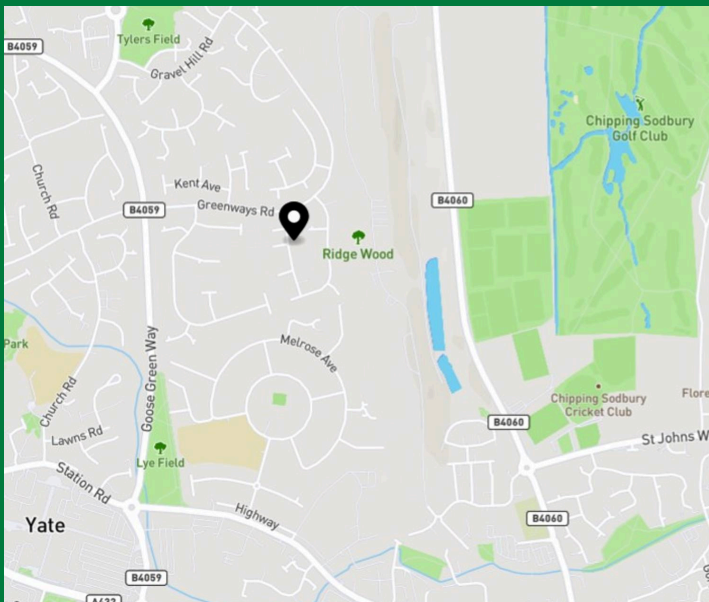 B4059
Tylers Field
Gravel Hill Rd
Chipping Sodbury
Golf Club
Church Rd
Kent Ave
B4059
Greenways Rd
B4060
Ridge Wood
Goose Green Way
Melrose Ave
Park
Church Rd
Chipping Sodbury
Cricket Club
Flore
B4060
Lawns Rd
St Johns W
Lye Field
Station Rd
Highway
Yate
B4060
B4059